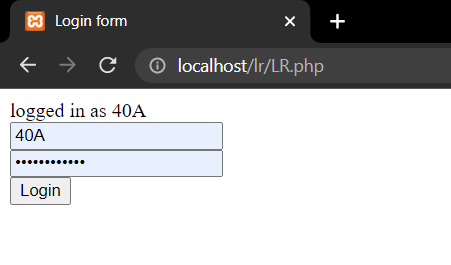 Login form
localhost/lr/LR.php
logged in as 40A
40A
••••••••••••
Login